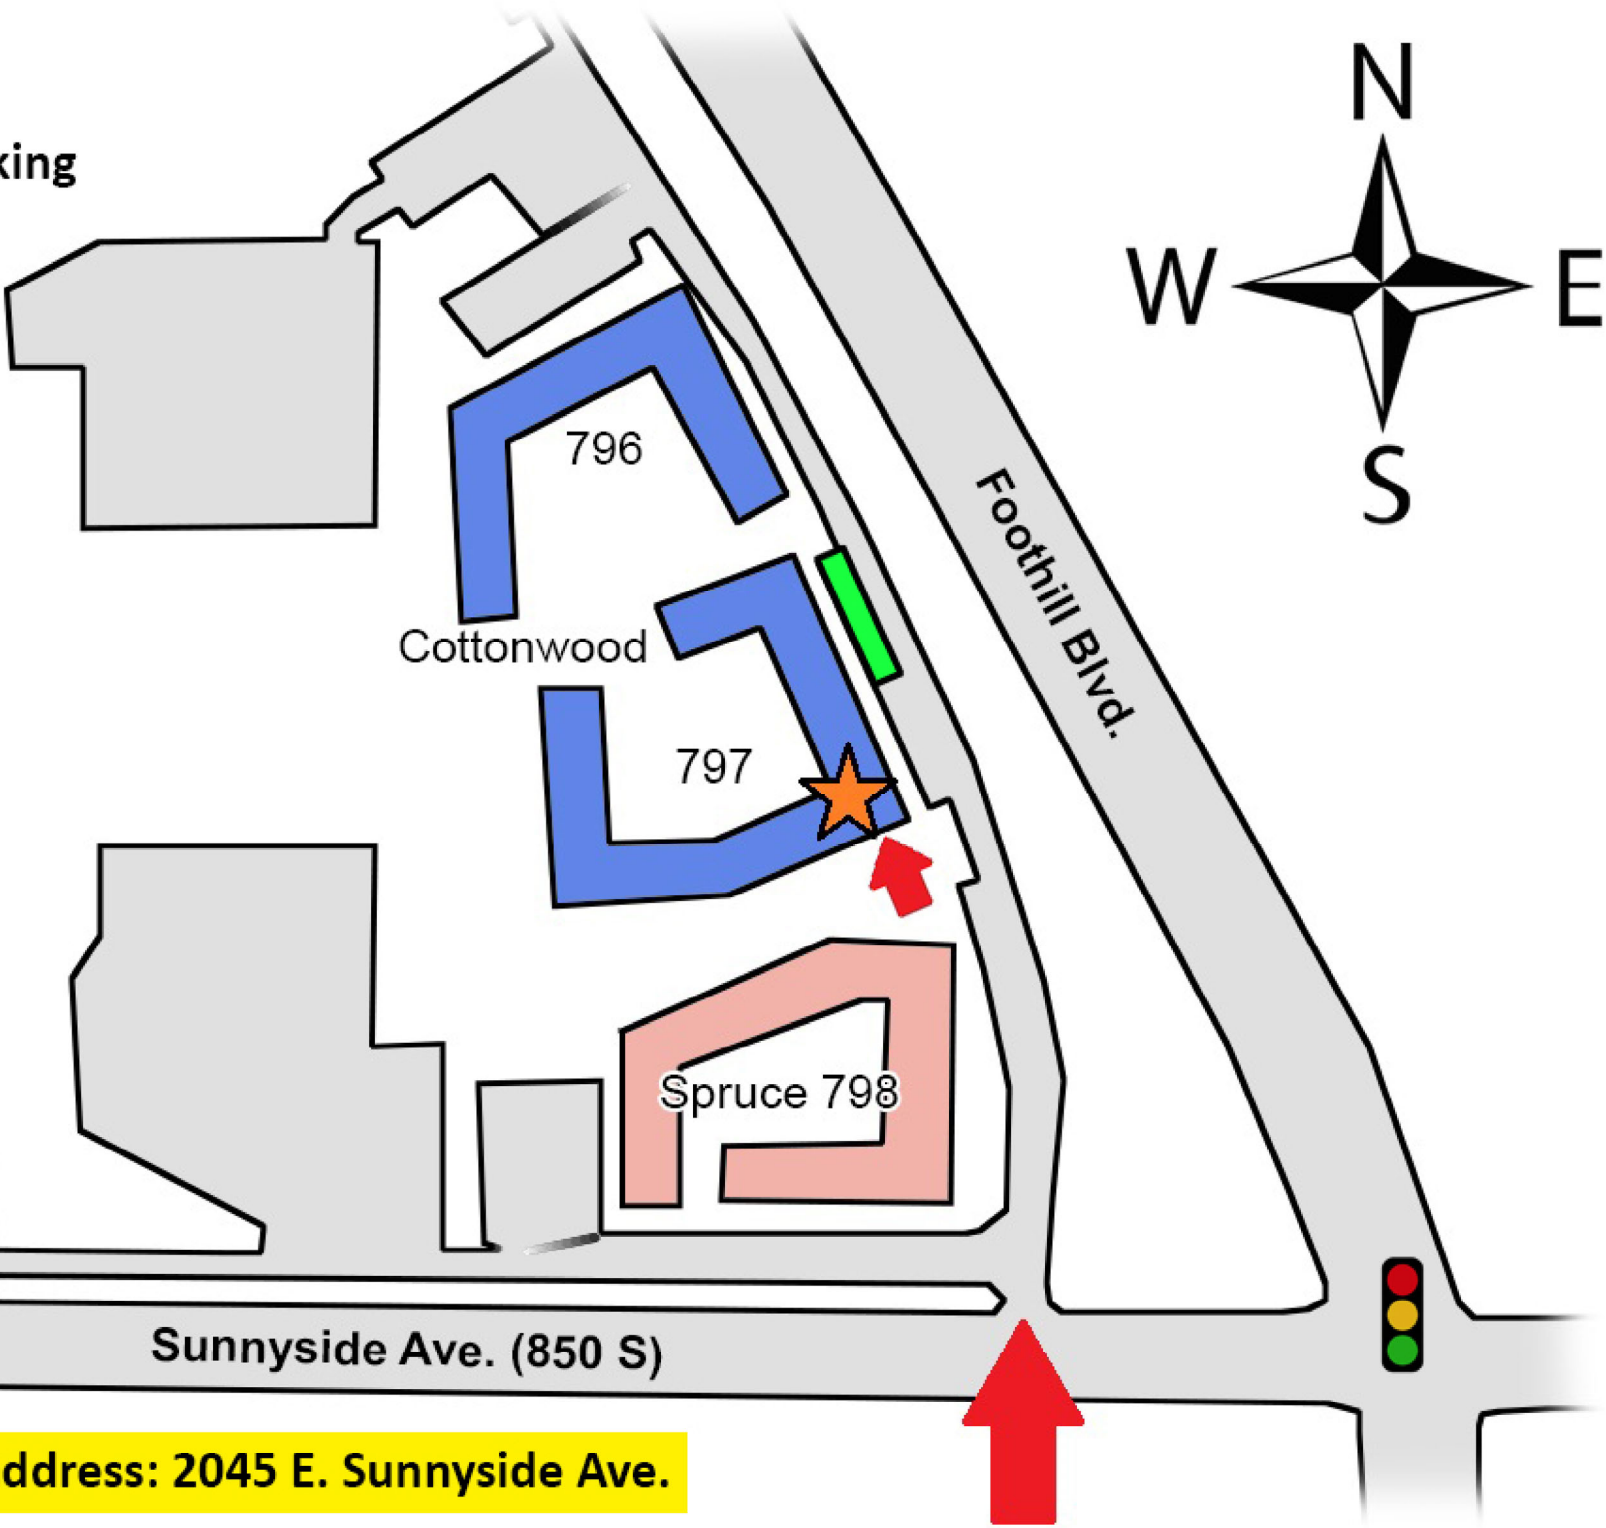 N
king
W
E
796
S
Foothill Blvd.
Cottonwood
797
Spruce 798
Sunnyside Ave. (850 S)
ddress: 2045 E. Sunnyside Ave.